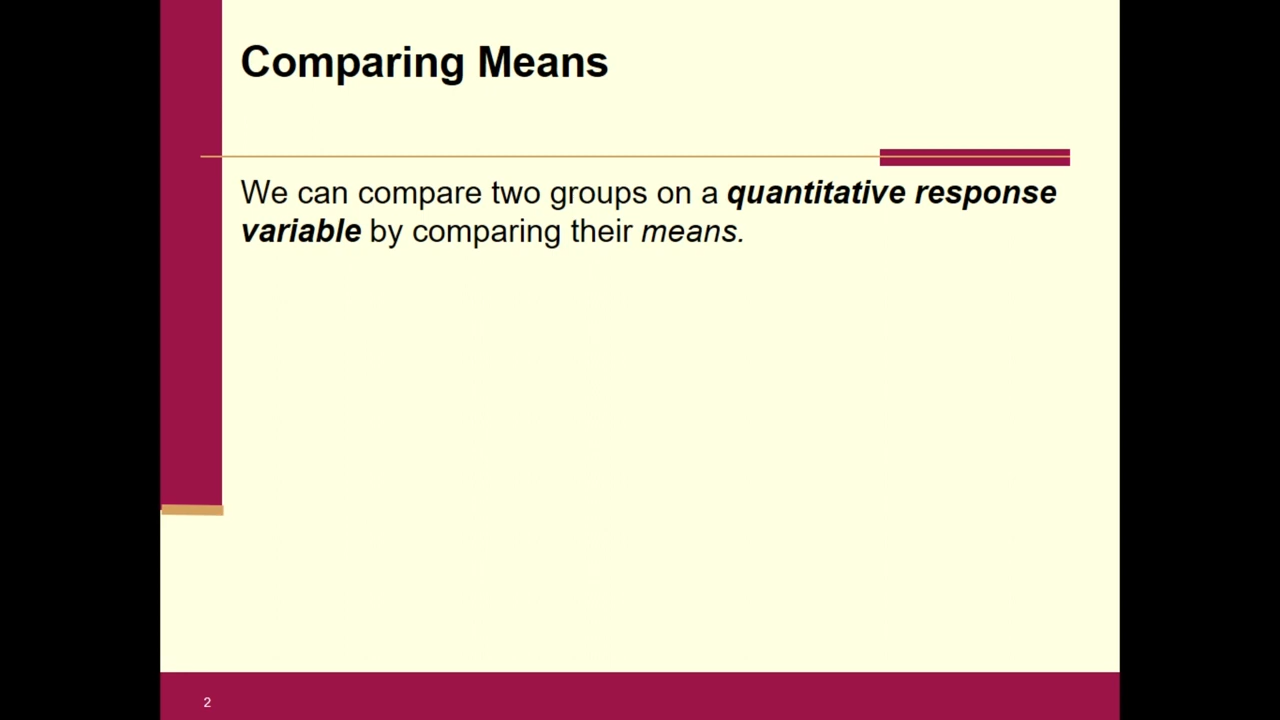 Comparing Means
We can compare two groups on a quantitative response
variable by comparing their means.
2